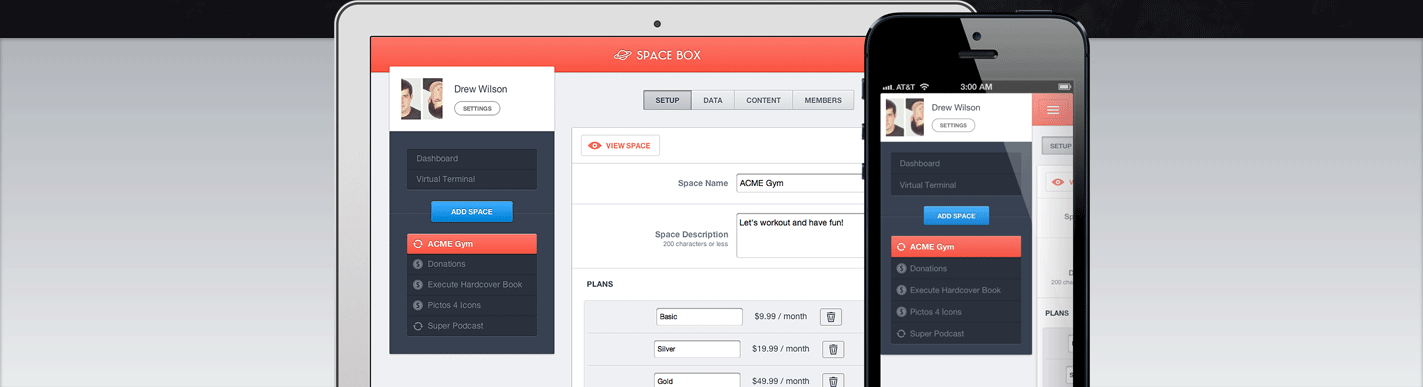 SPACE BOX
Drew Wilson
SETTINGS
Dashboard
Virtual Terminal
ADD SPACE
ACME Gym
Donations
Execute Hardcover Book
Pictos 4 Icons
Super Podcast
SETUP DATA CONTENT MEMBERS
VIEW SPACE
Space Name ACME Gym
Space Description Let's workout and have fun!
200 characters or less
PLANS
Basic $9.99 / month
Silver $19.99 / month
Gold $49.99 / month
AT&T 3:00 AM
Drew Wilson
SETTINGS
Dashboard
Virtual Terminal
ADD SPACE
ACME Gym
Donations
Execute Hardcover Book
Pictos 4 Icons
Super Podcast
SETUP
V
Sp
D
200 char
PLANS